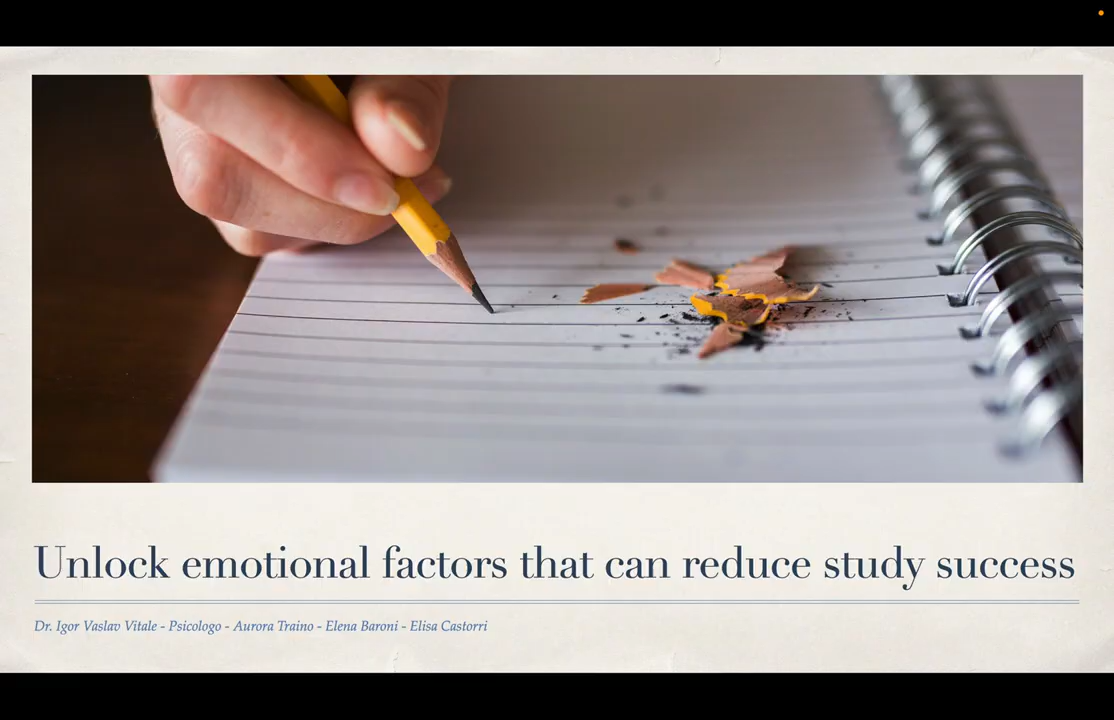 Unlock emotional factors that can reduce study success
Dr. Igor Vaslav Vitale - Psicologo - Aurora Traino - Elena Baroni - Elisa Castorri